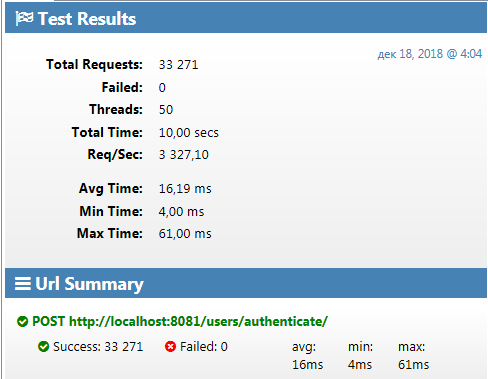 Test Results
дек 18, 2018 @ 4:04
Total Requests: 33 271
Failed: 0
Threads: 50
Total Time: 10,00 secs
Req/Sec: 3 327,10
Avg Time: 16,19 ms
Min Time: 4,00 ms
Max Time: 61,00 ms
Url Summary
POST http://localhost:8081/users/authenticate/
Success: 33 271 Failed: 0 avg: min: max:
16ms 4ms 61ms